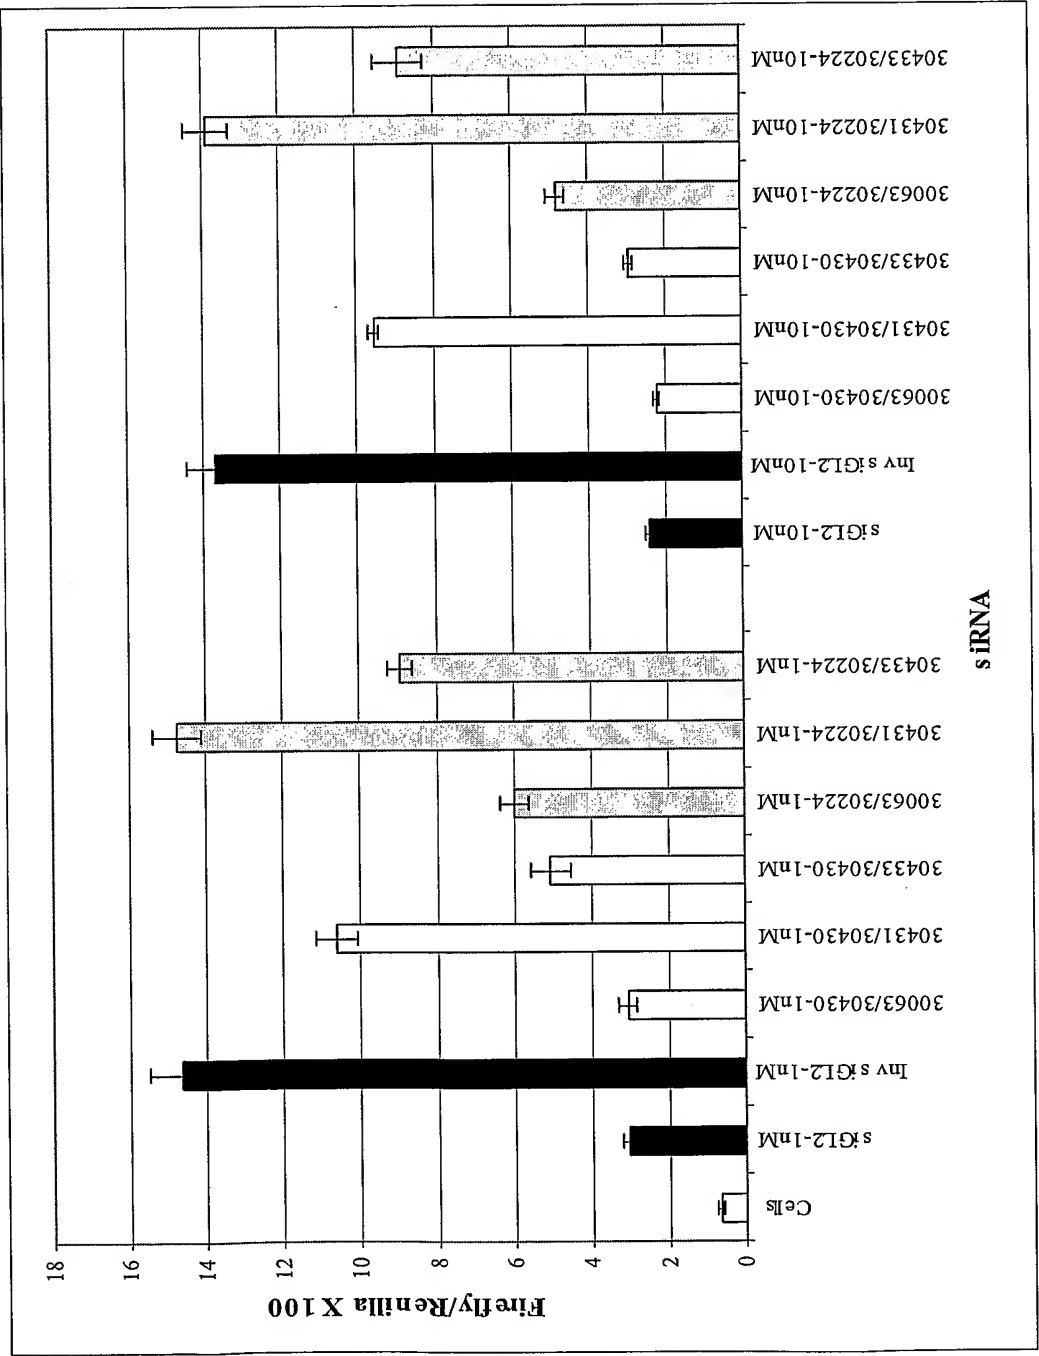 Firefly/Renilla X 100
18
16
14
12
10
8
6
4
2
0
Cells
siGL2-1nM
Inv siGL2-1nM
30063/30430-1nM
30431/30430-1nM
30433/30430-1nM
30063/30224-1nM
30431/30224-1nM
30433/30224-1nM
siGL2-10nM
Inv siGL2-10nM
30063/30430-10nM
30431/30430-10nM
30433/30430-10nM
30063/30224-10nM
30431/30224-10nM
30433/30224-10nM
siRNA